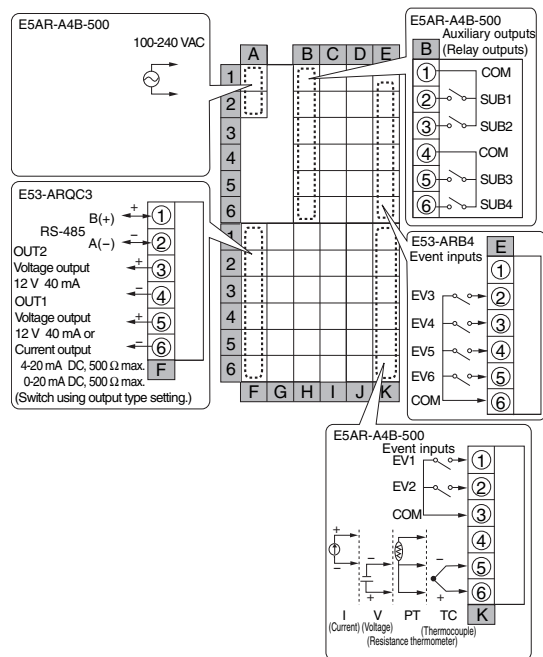 E5AR-A4B-500
100-240 VAC
A B C D E
1
2
3
4
5
6
1
2
3
4
5
6
F G H I J K
E5AR-A4B-500
Auxiliary outputs
(Relay outputs)
B
1 COM
2 SUB1
3 SUB2
4 COM
5 SUB3
6 SUB4
E53-ARQC3
RS-485
B(+) + 1
A(−) − 2
OUT2
Voltage output
12 V 40 mA
+ 3
− 4
OUT1
Voltage output
12 V 40 mA or
Current output
+ 5
− 6
4-20 mA DC, 500 Ω max.
0-20 mA DC, 500 Ω max.
(Switch using output type setting.)
F
E53-ARB4
Event inputs
E
1
EV3 2
EV4 3
EV5 4
EV6 5
COM 6
E5AR-A4B-500
Event inputs
EV1 1
EV2 2
COM 3
4
5
6
K
+ − − + − +
I V PT TC
(Current) (Voltage)
(Resistance thermometer)
(Thermocouple)